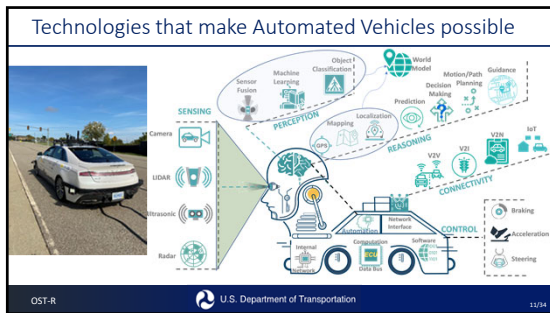 Technologies that make Automated Vehicles possible
SENSING
Camera
LIDAR
Ultrasonic
Radar
Sensor
Fusion
Machine
Learning
Object
Classification
PERCEPTION
World
Model
Mapping
Localization
GPS
Prediction
Decision
Making
Motion/Path
Planning
Guidance
REASONING
V2V
V2I
V2N
IoT
CONNECTIVITY
Network
Interface
Automation
Internal
Network
Computation
ECU
Data Bus
Software
CONTROL
Braking
Acceleration
Steering
OST-R
U.S. Department of Transportation
11/34